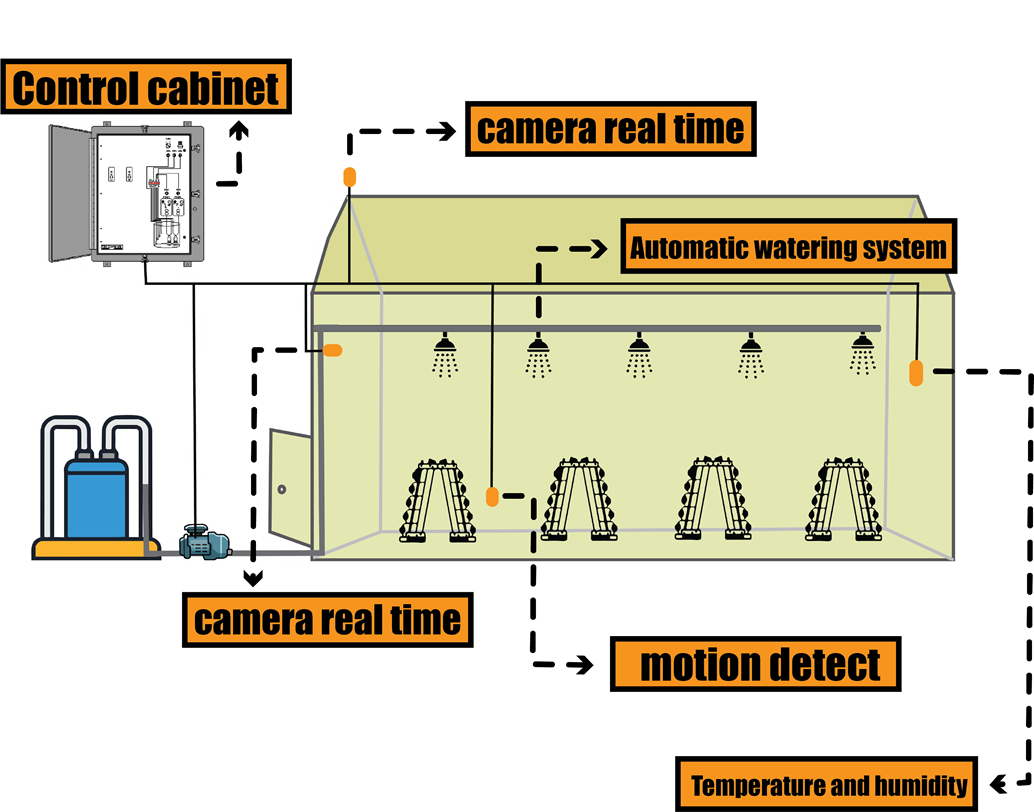 Control cabinet
camera real time
Automatic watering system
camera real time
motion detect
Temperature and humidity